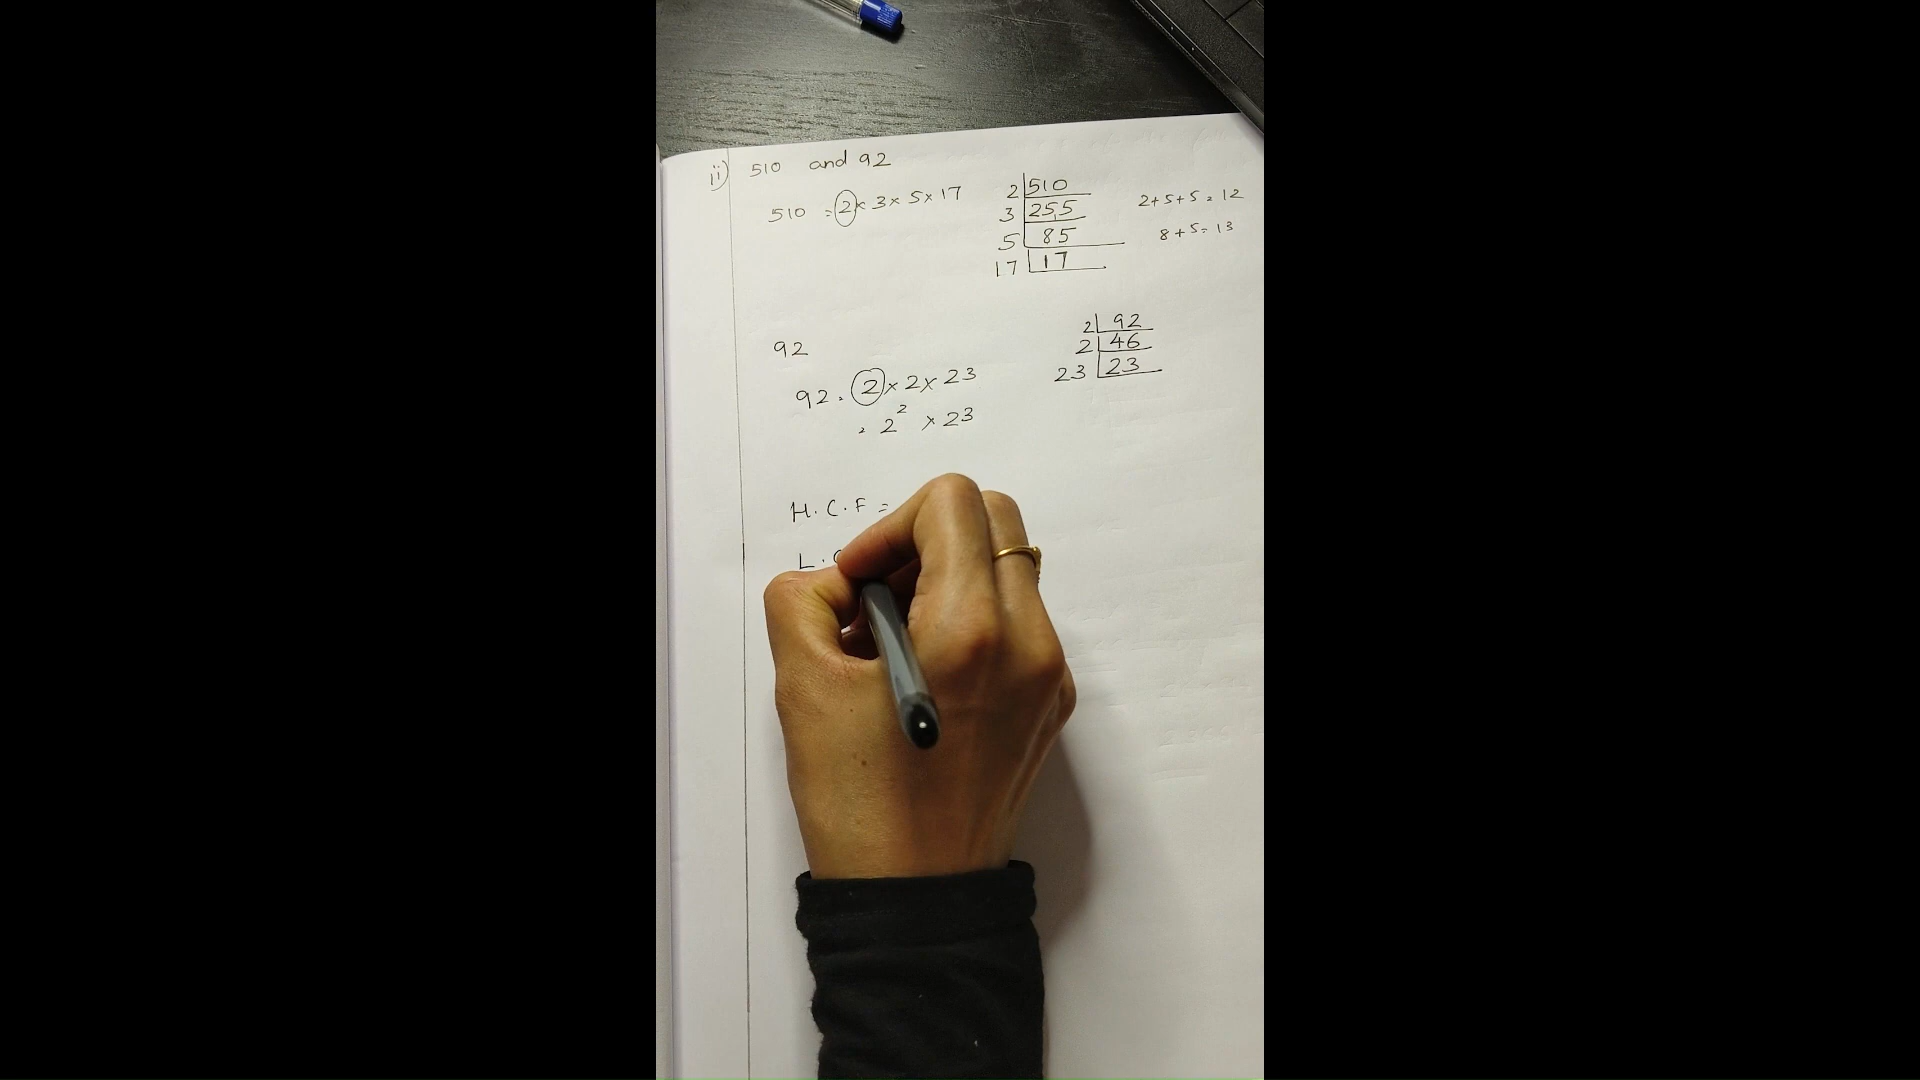 ii) 510 and 92
510 = 2 × 3 × 5 × 17
2 510
3 255
5 85
17 17
2+5+5=12
8+5=13
92
92 = 2 × 2 × 23
= 2² × 23
2 92
2 46
23 23
H.C.F =
L.